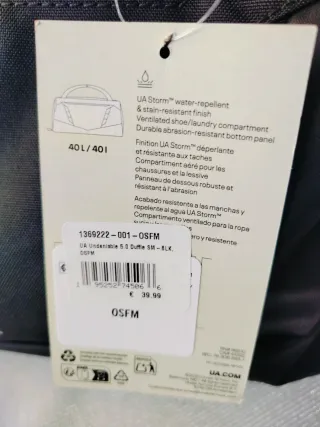 UA Storm™ water-repellent
& stain-resistant finish
Ventilated shoe/laundry compartment
Durable abrasion-resistant bottom panel
40 L / 40 l
Finition UA Storm™ déperlante
et résistante aux taches
Compartiment aéré pour les
chaussures et la lessive
Panneau de dessous robuste et
résistant à l'abrasion
Acabado resistente a las manchas y
repelente al agua UA Storm™
Compartimento ventilado para la ropa
y resistente
1369222-001-OSFM
UA Undeniable 5.0 Duffle SM - BLK,
OSFM
€ 39.99
OSFM
UA.COM